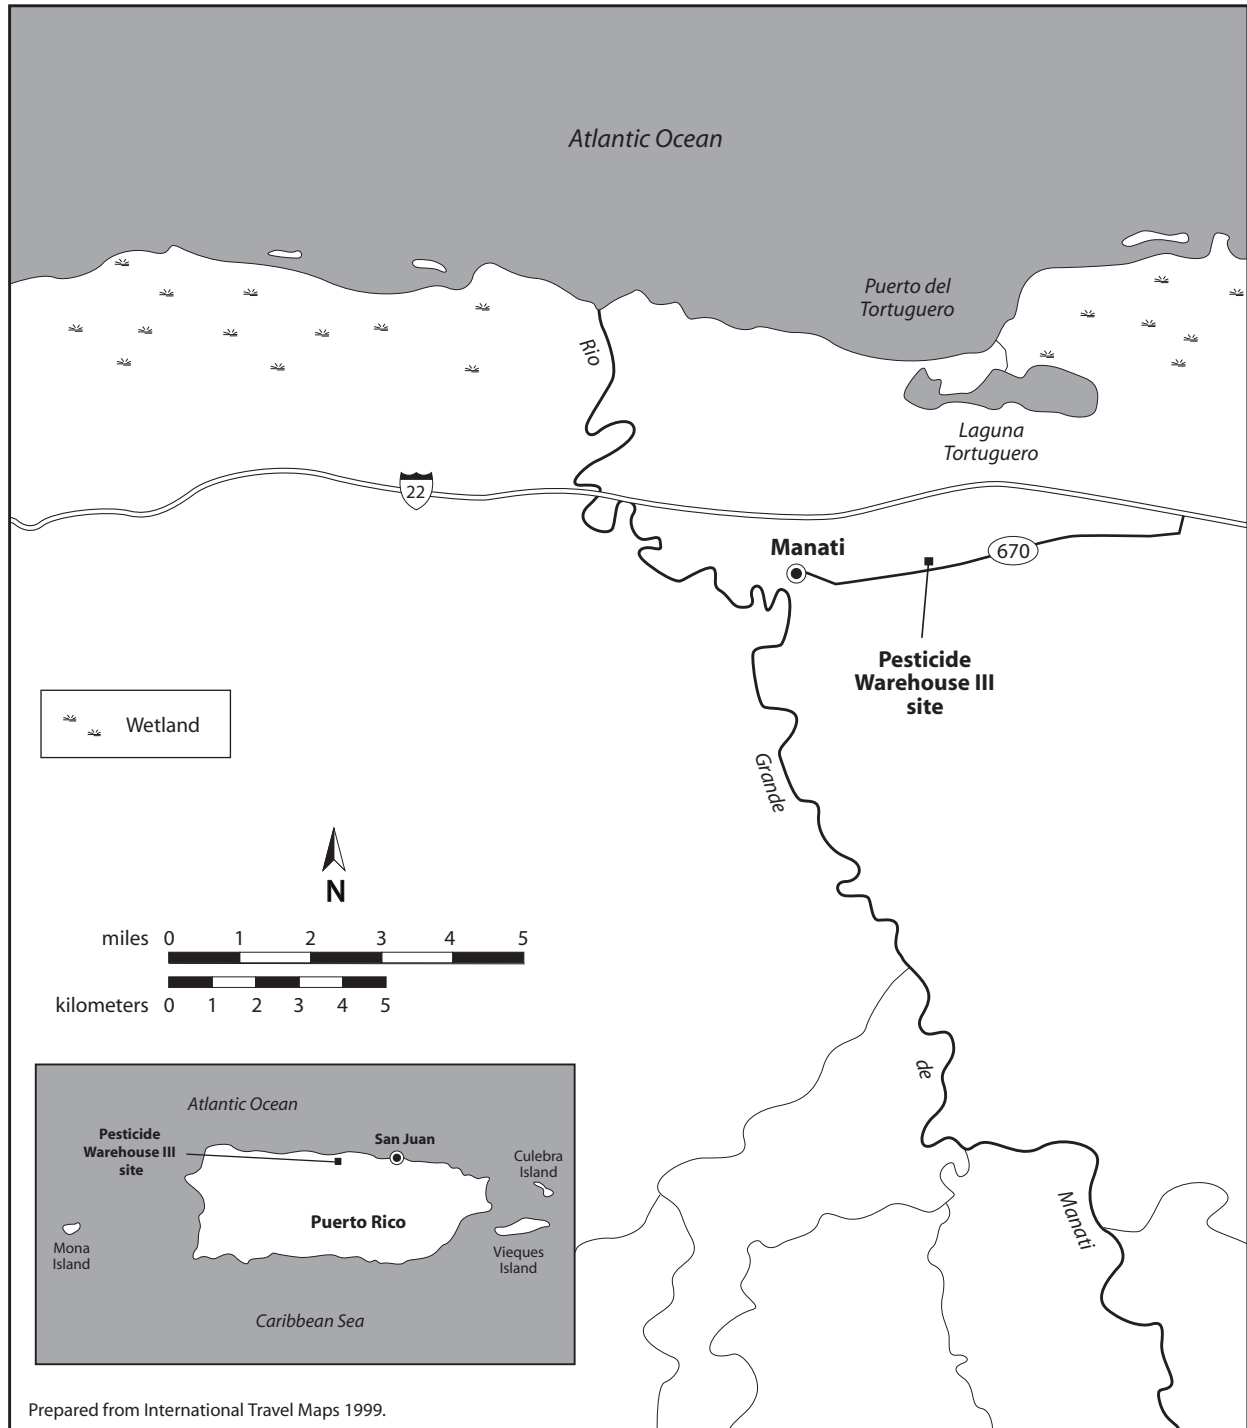 Atlantic Ocean
Puerto del
Tortuguero
Rio
Laguna
Tortuguero
22
Manati
670
Pesticide
Warehouse III
site
Wetland
Grande
N
miles 0 1 2 3 4 5
kilometers 0 1 2 3 4 5
de
Manati
Atlantic Ocean
Pesticide
Warehouse III
site
San Juan
Culebra
Island
Puerto Rico
Mona
Island
Vieques
Island
Caribbean Sea
Prepared from International Travel Maps 1999.